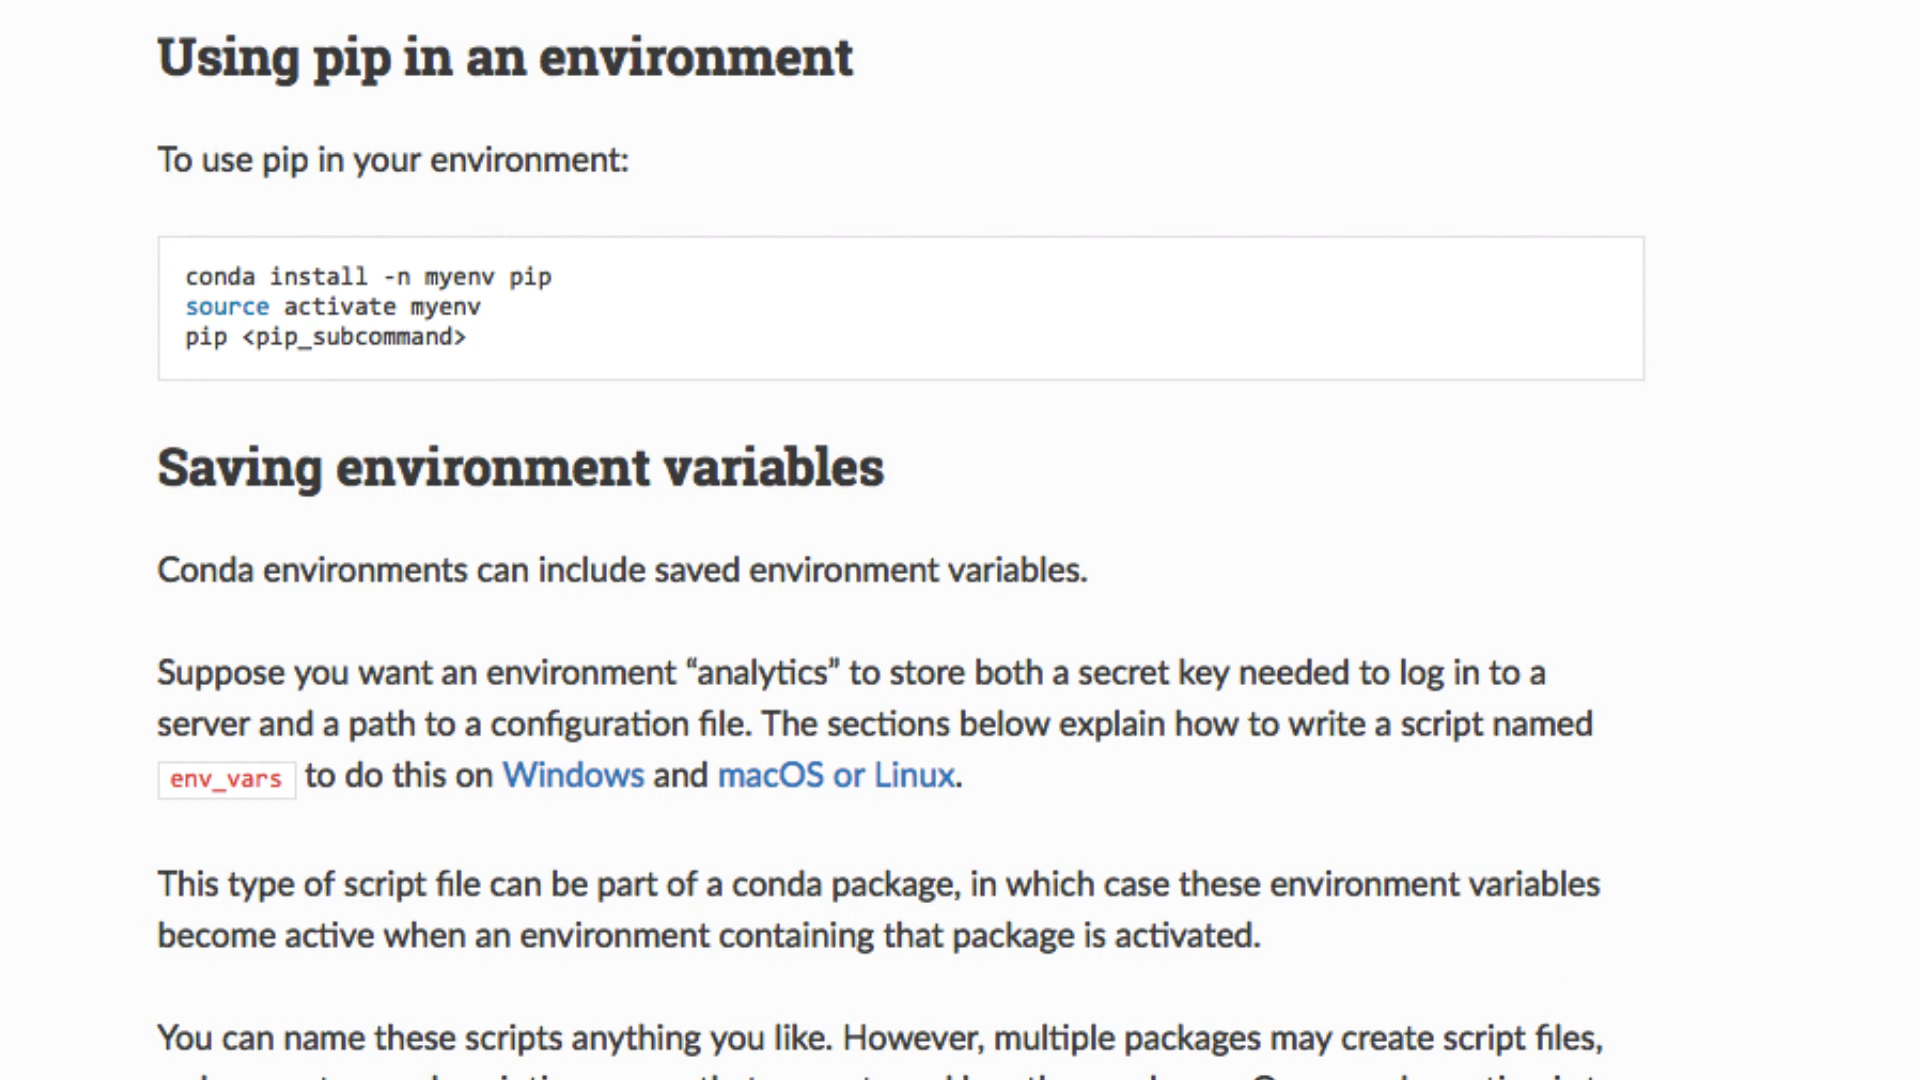 Using pip in an environment
To use pip in your environment:
conda install -n myenv pip
source activate myenv
pip <pip_subcommand>
Saving environment variables
Conda environments can include saved environment variables.
Suppose you want an environment “analytics” to store both a secret key needed to log in to a
server and a path to a configuration file. The sections below explain how to write a script named
env_vars to do this on Windows and macOS or Linux.
This type of script file can be part of a conda package, in which case these environment variables
become active when an environment containing that package is activated.
You can name these scripts anything you like. However, multiple packages may create script files,